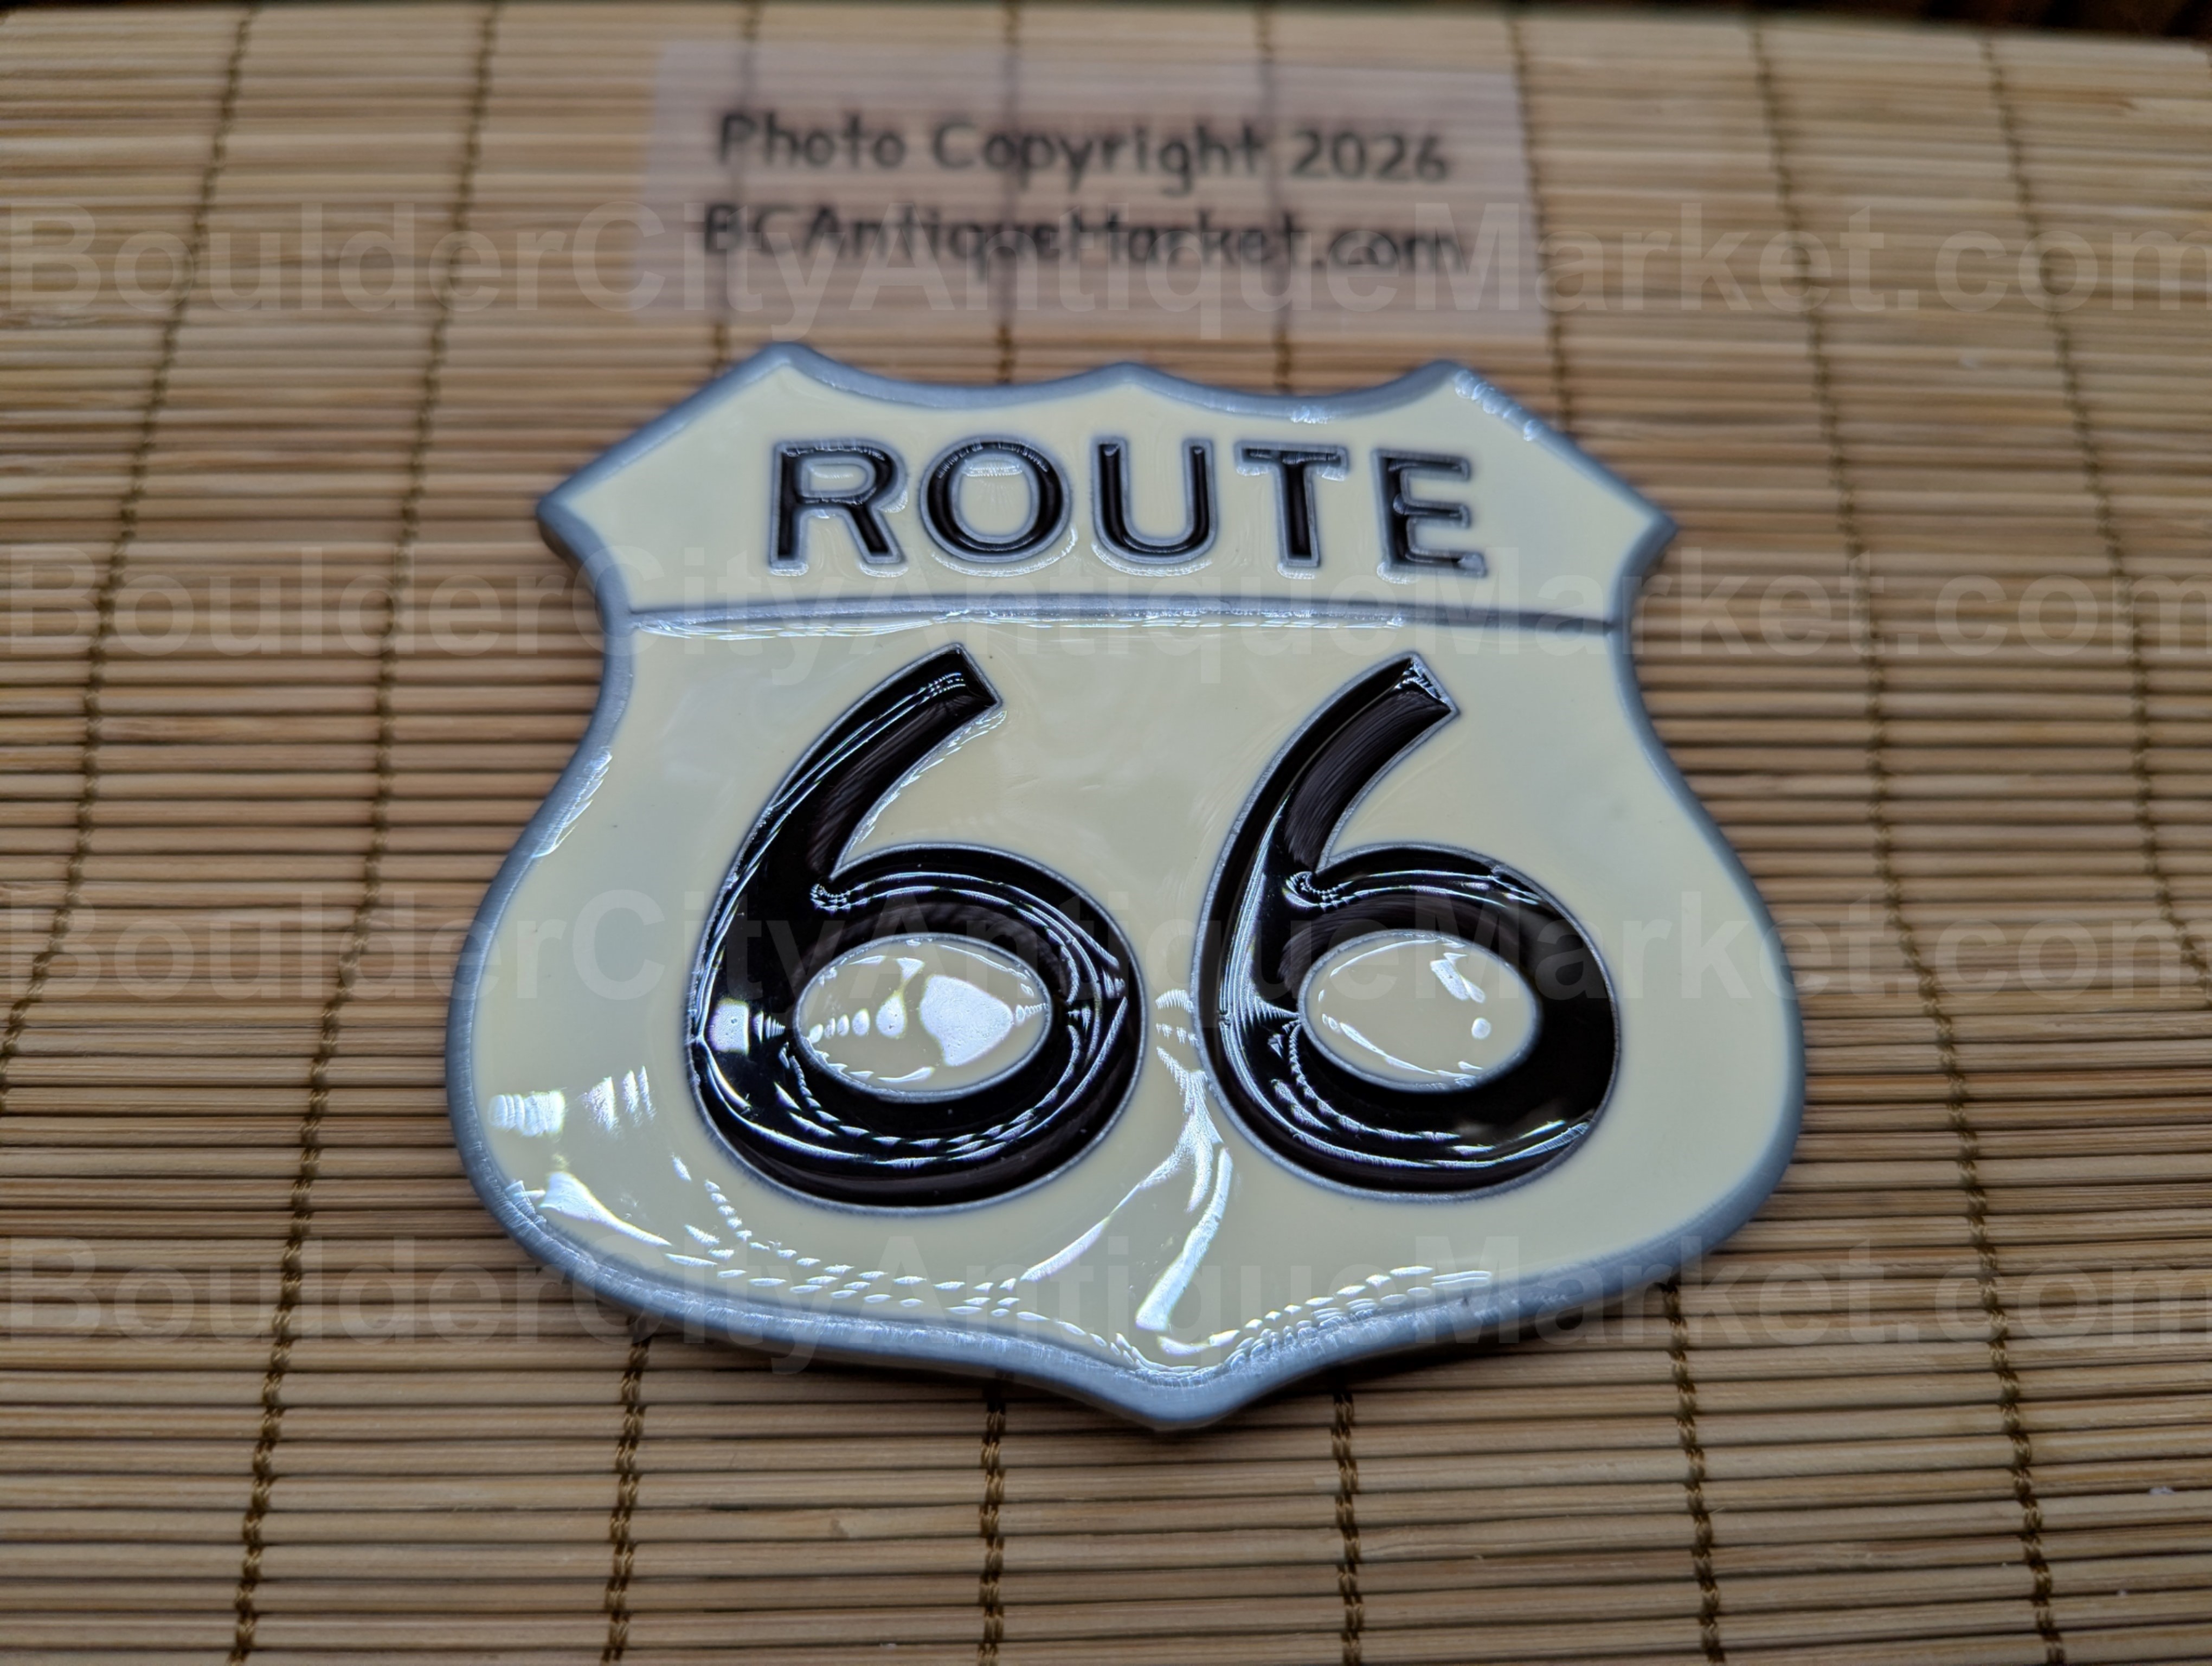 Photo Copyright 2026
BCAntiqueMarket.com
BoulderCityAntiqueMarket.com
ROUTE
BoulderCityAntiqueMarket.com
66
BoulderCityAntiqueMarket.com
BoulderCityAntiqueMarket.com